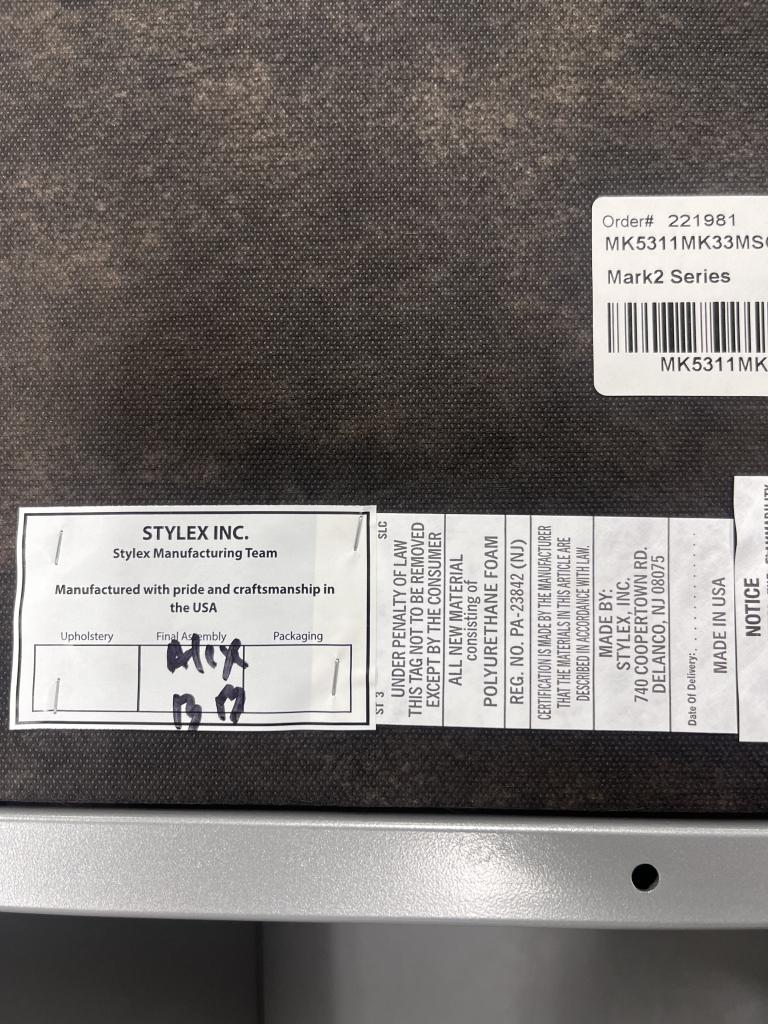 Order# 221981
MK5311MK33MS
Mark2 Series
MK5311MK
STYLEX INC.
Stylex Manufacturing Team
Manufactured with pride and craftsmanship in
the USA
Upholstery Final Assembly Packaging
Alex
ST 3 SLC
UNDER PENALTY OF LAW
THIS TAG NOT TO BE REMOVED
EXCEPT BY THE CONSUMER
ALL NEW MATERIAL
consisting of
POLYURETHANE FOAM
REG. NO. PA-23842 (NJ)
CERTIFICATION IS MADE BY THE MANUFACTURER
THAT THE MATERIALS IN THIS ARTICLE ARE
DESCRIBED IN ACCORDANCE WITH LAW.
MADE BY:
STYLEX, INC.
740 COOPERTOWN RD.
DELANCO, NJ 08075
Date Of Delivery: . . . . . . . . . . . .
MADE IN USA
NOTICE